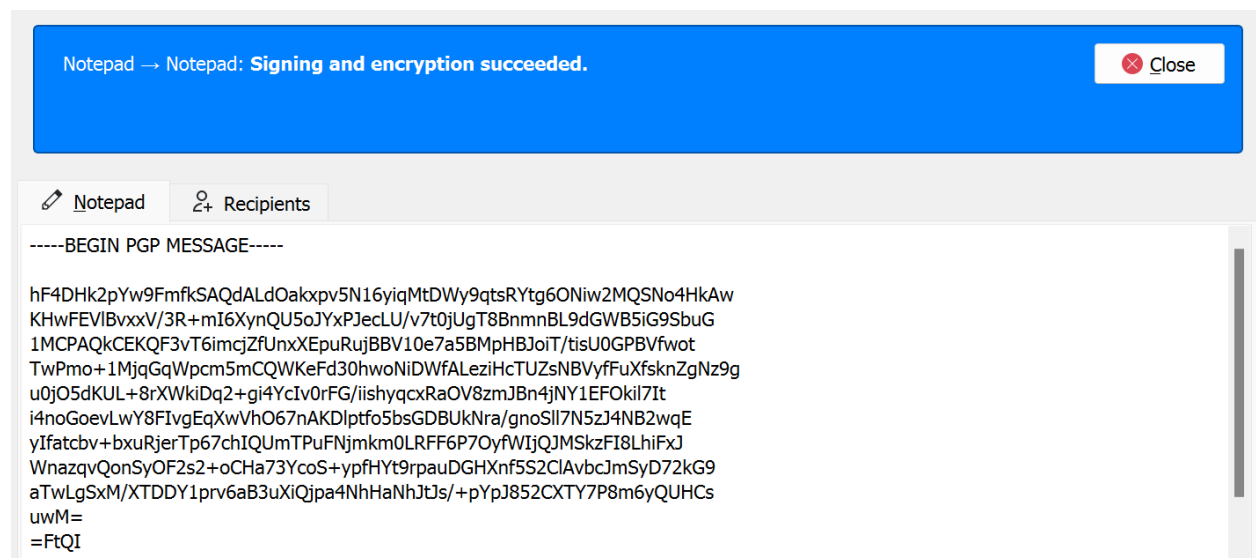 Notepad → Notepad: Signing and encryption succeeded.
Close
Notepad
Recipients
-----BEGIN PGP MESSAGE-----
hF4DHk2pYw9FmfkSAQdALdOakxpv5N16yiqMtDWy9qtsRYtg6ONiw2MQSNo4HkAw
KHwFEVlBvxxV/3R+mI6XynQU5oJYxPJecLU/v7t0jUgT8BnmnBL9dGWB5iG9SbuG
1MCPAQkCEKQF3vT6imcjZfUnxXEpuRujBBV10e7a5BMpHBJoiT/tisU0GPBVfwot
TwPmo+1MjqGqWpcm5mCQWKeFd30hwoNiDWfALeziHcTUZsNBVyfFuXfsknZgNz9g
u0jO5dKUL+8rXWkiDq2+gi4YcIv0rFG/iishyqcxRaOV8zmJBn4jNY1EFOkil7It
i4noGoevLwY8FIvgEqXwVhO67nAKDlptfo5bsGDBUkNra/gnoSll7N5zJ4NB2wqE
yIfatcbv+bxuRjerTp67chIQUmTPuFNjmkm0LRFF6P7OyfWIjQJMSkzFI8LhiFxJ
WnazqvQonSyOF2s2+oCHa73YcoS+ypfHYt9rpauDGHXnf5S2ClAvbcJmSyD72kG9
aTwLgSxM/XTDDY1prv6aB3uXiQjpa4NhHaNhJtJs/+pYpJ852CXTY7P8m6yQUHCs
uwM=
=FtQI